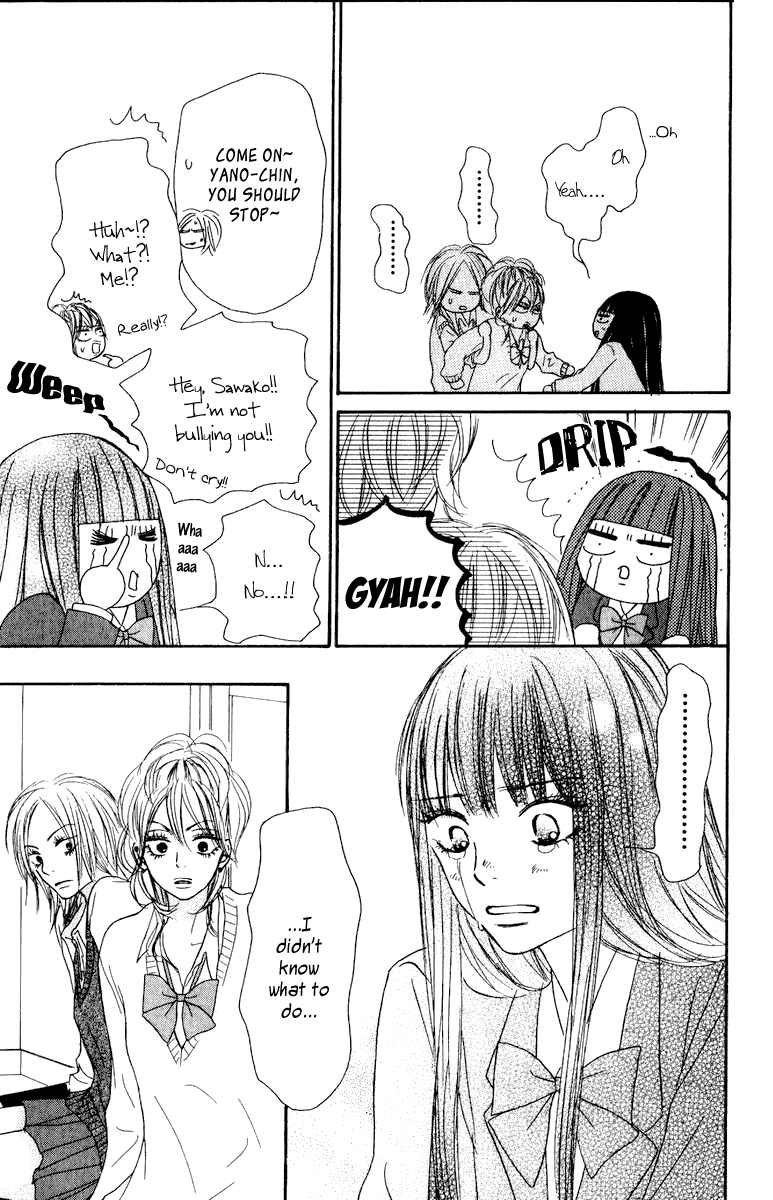 ...Oh
Oh
Yeah....
.........
.........
DRIP
GYAH!!
COME ON~
YANO-CHIN,
YOU SHOULD
STOP~
Huh~!?
What?!
Me!?
Really!?
Hey, Sawako!!
I'm not
bullying you!!
Don't cry!!
Weep
N...
No...!!
Wha
aaaa
aaa
..............
...I
didn't
know
what to
do...